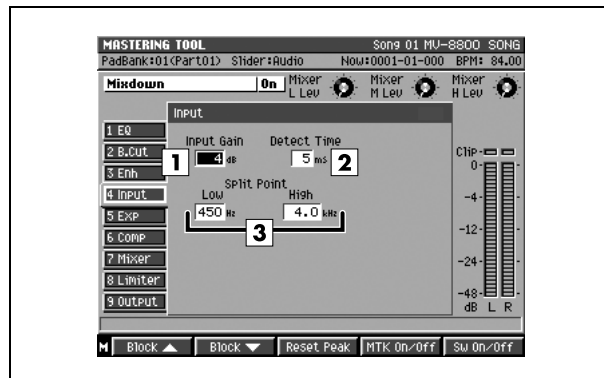 MASTERING TOOL Song 01 MV-8800 SONG
PadBank:01(Part01) Slider:Audio Now:0001-01-000 BPM: 84.00
Mixdown On Mixer L Lev Mixer M Lev Mixer H Lev
Input
1 EQ
2 B.Cut
3 Enh
4 Input
5 Exp
6 Comp
7 Mixer
8 Limiter
9 Output
Input Gain Detect Time
1 4 dB 5 ms 2
Split Point
Low High
450 Hz 4.0 kHz
3
Clip
0
-4
-12
-24
-48
dB L R
M Block ▲ Block ▼ Reset Peak MTK On/Off Sw On/Off